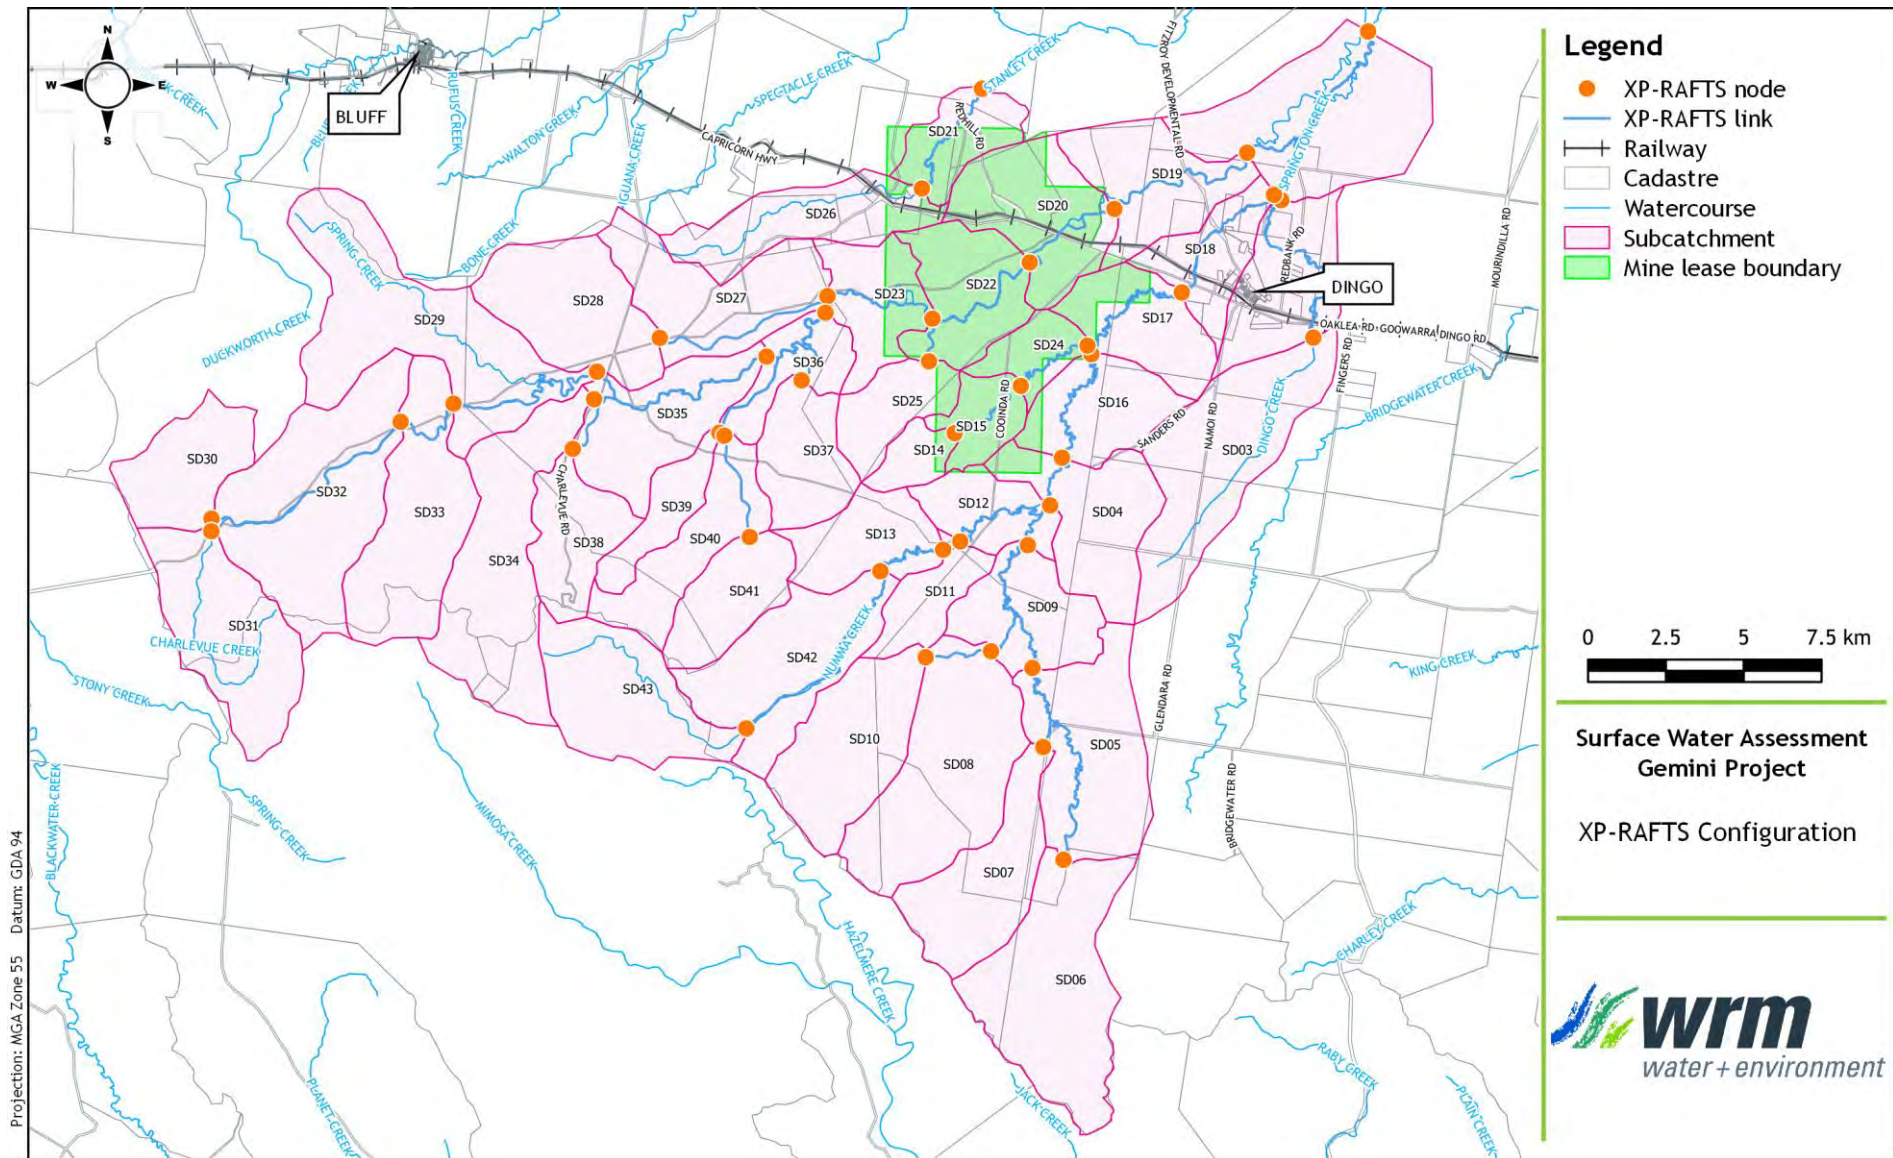 N
W
E
S
K CREEK
BLUFF
RUFUS CREEK
WALTON CREEK
IGUANA CREEK
SPECTACLE CREEK
STANLEY CREEK
REDHILL RD
FITZROY DEVELOPMENTAL RD
SPRINGTON CREEK
CAPRICORN HWY
BONE CREEK
SPRING CREEK
DUCKWORTH CREEK
SD21
SD19
SD20
SD26
SD18
REDBANK RD
DINGO
MOURINDILLA RD
SD28
SD27
SD23
SD22
SD29
SD17
SD24
OAKLEA RD
GOOWARRA DINGO RD
FINGERS RD
BRIDGEWATER CREEK
SD36
SD35
SD25
COOINDA RD
SD16
SANDERS RD
NAMOI RD
DINGO CREEK
SD15
SD14
SD37
SD03
SD30
SD32
SD33
CHARLEVUE RD
SD39
SD12
SD04
SD38
SD40
SD13
SD34
SD41
SD11
SD09
SD31
CHARLEVUE CREEK
NUMMA CREEK
SD42
SD43
STONY CREEK
KING CREEK
GLENDARA RD
SD10
SD08
SD05
BLACKWATER CREEK
SPRING CREEK
MIMOSA CREEK
BRIDGEWATER RD
SD07
HAZELMERE CREEK
CHARLEY CREEK
SD06
RABY CREEK
PLANET CREEK
JACK CREEK
PLAIN CREEK
Projection: MGA Zone 55 Datum: GDA 94
Legend
XP-RAFTS node
XP-RAFTS link
Railway
Cadastre
Watercourse
Subcatchment
Mine lease boundary
0 2.5 5 7.5 km
Surface Water Assessment
Gemini Project
XP-RAFTS Configuration
wrm
water+environment